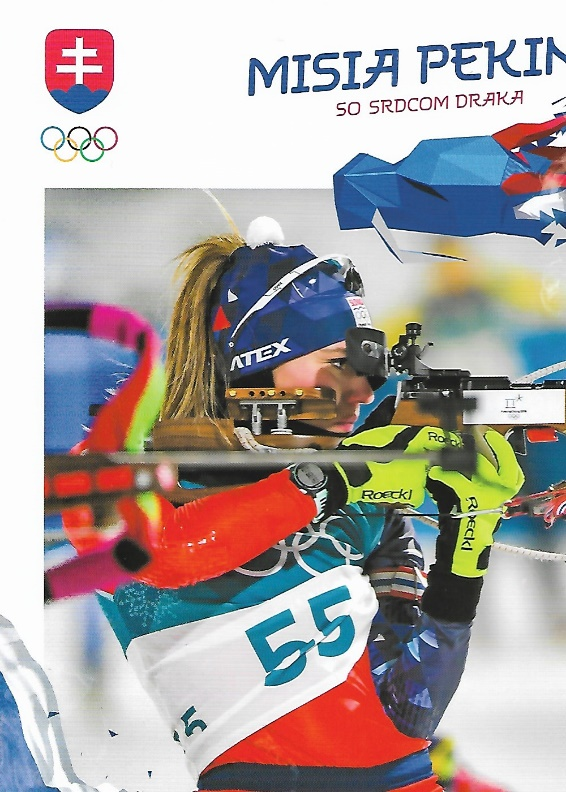 MISIA PEKIN
SO SRDCOM DRAKA
ATEX
Roeckl
Roeckl
Roeckl
55
55